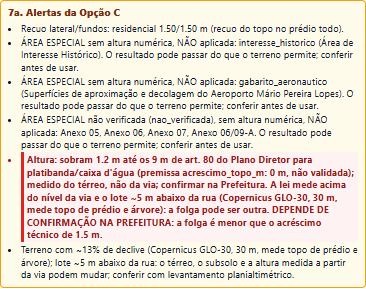 7a. Alertas da Opção C
• Recuo lateral/fundos: residencial 1.50/1.50 m (recuo do topo no prédio todo).
• ÁREA ESPECIAL sem altura numérica, NÃO aplicada: interesse_historico (Área de
Interesse Histórico). O resultado pode passar do que o terreno permite; conferir
antes de usar.
• ÁREA ESPECIAL sem altura numérica, NÃO aplicada: gabarito_aeronautico
(Superfícies de aproximação e decolagem do Aeroporto Mário Pereira Lopes). O
resultado pode passar do que o terreno permite; conferir antes de usar.
• ÁREA ESPECIAL não verificada (nao_verificada), sem altura numérica, NÃO
aplicada: Anexo 05, Anexo 06, Anexo 07, Anexo 06/09-A. O resultado pode
passar do que o terreno permite; conferir antes de usar.
• Altura: sobram 1.2 m até os 9 m de art. 80 do Plano Diretor para
platibanda/caixa d'água (premissa acrescimo_topo_m: 0 m, não validada);
medido do térreo, não da via; confirmar na Prefeitura. A lei mede acima
do nível da via e o lote ~5 m abaixo da rua (Copernicus GLO-30, 30 m,
mede topo de prédio e árvore): a folga pode ser outra. DEPENDE DE
CONFIRMAÇÃO NA PREFEITURA: a folga é menor que o acréscimo
técnico de 1.5 m.
• Terreno com ~13% de declive (Copernicus GLO-30, 30 m, mede topo de prédio e
árvore); lote ~5 m abaixo da rua: o térreo, o subsolo e a altura medida a partir
da via podem mudar; conferir com levantamento planialtimétrico.